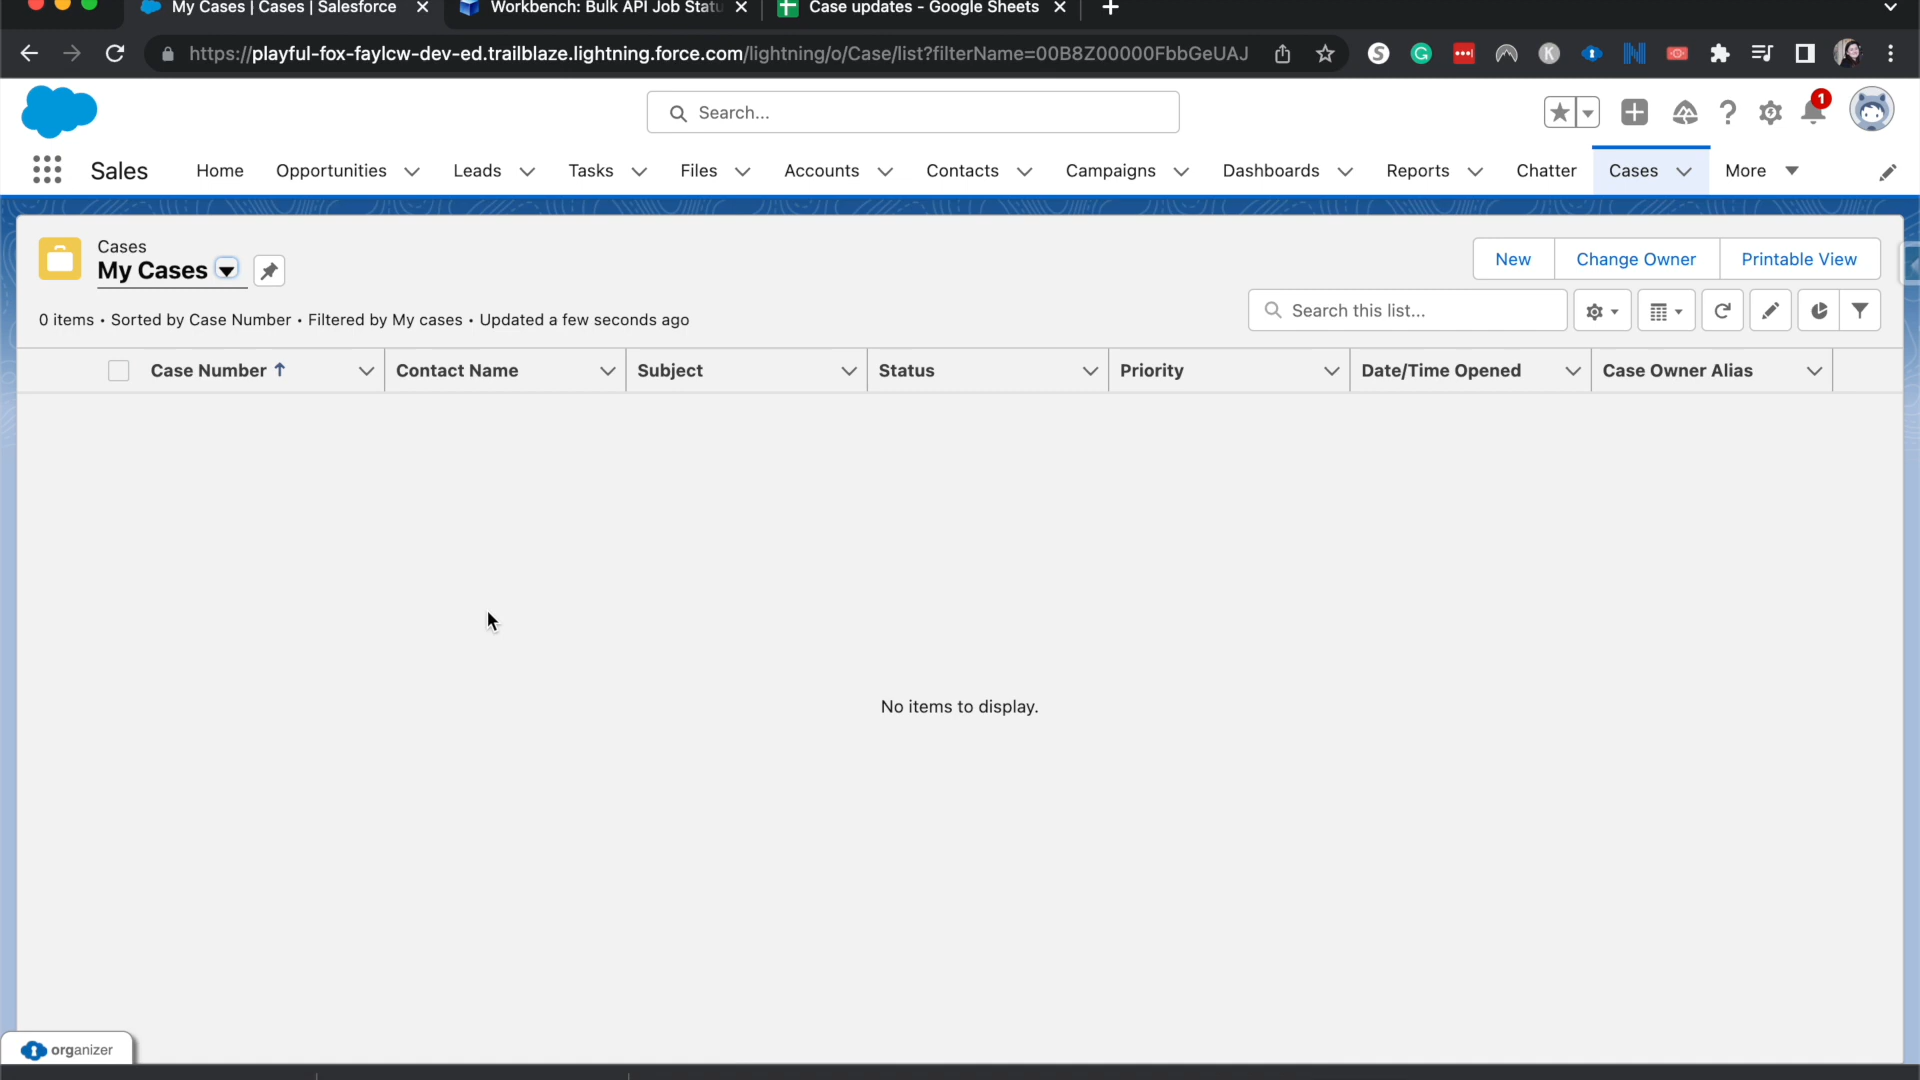 My Cases | Cases | Salesforce
Workbench: Bulk API Job Statu
Case updates - Google Sheets
https://playful-fox-faylcw-dev-ed.trailblaze.lightning.force.com/lightning/o/Case/list?filterName=00B8Z00000FbbGeUAJ
Search...
1
Sales Home Opportunities Leads Tasks Files Accounts Contacts Campaigns Dashboards Reports Chatter Cases More
Cases
My Cases
New Change Owner Printable View
0 items • Sorted by Case Number • Filtered by My cases • Updated a few seconds ago
Search this list...
Case Number Contact Name Subject Status Priority Date/Time Opened Case Owner Alias
No items to display.
organizer